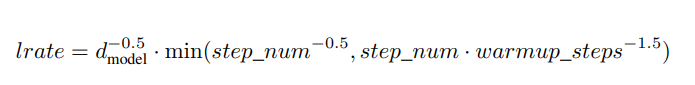 lrate = d_model^{-0.5} · min(step_num^{-0.5}, step_num · warmup_steps^{-1.5})